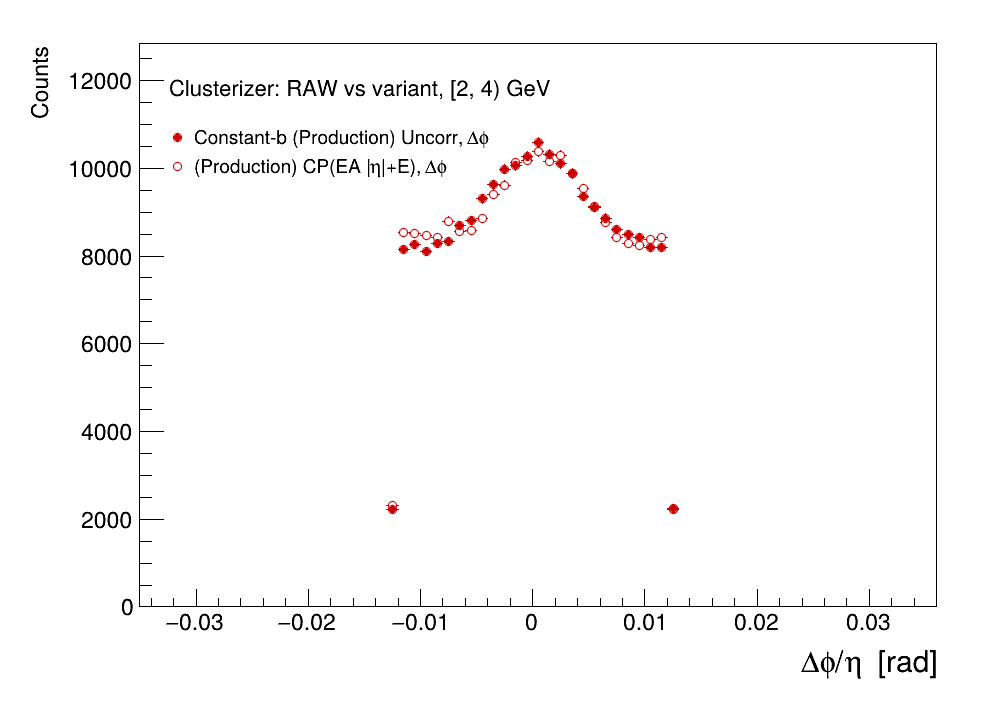 Counts
12000
10000
8000
6000
4000
2000
0
Clusterizer: RAW vs variant, [2, 4) GeV
Constant-b (Production) Uncorr, Δϕ
(Production) CP(EA |η|+E), Δϕ
−0.03 −0.02 −0.01 0 0.01 0.02 0.03
Δϕ/η [rad]